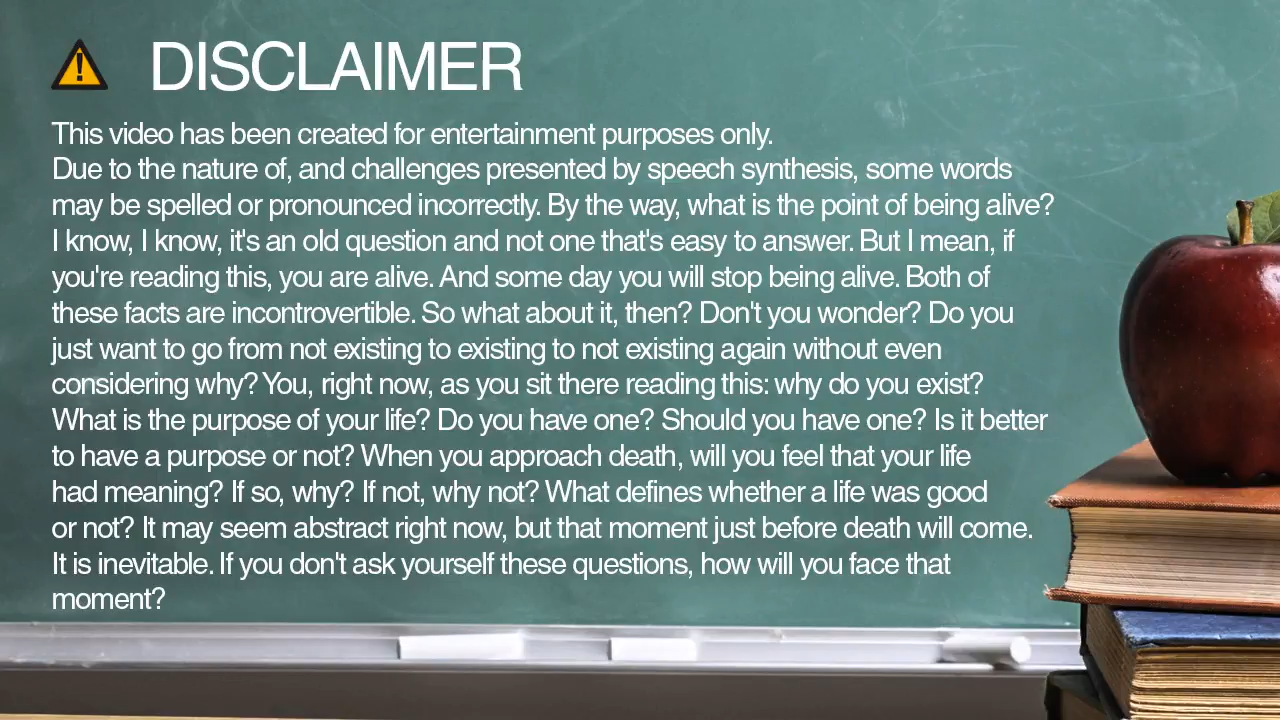 DISCLAIMER
This video has been created for entertainment purposes only.
Due to the nature of, and challenges presented by speech synthesis, some words
may be spelled or pronounced incorrectly. By the way, what is the point of being alive?
I know, I know, it's an old question and not one that's easy to answer. But I mean, if
you're reading this, you are alive. And some day you will stop being alive. Both of
these facts are incontrovertible. So what about it, then? Don't you wonder? Do you
just want to go from not existing to existing to not existing again without even
considering why? You, right now, as you sit there reading this: why do you exist?
What is the purpose of your life? Do you have one? Should you have one? Is it better
to have a purpose or not? When you approach death, will you feel that your life
had meaning? If so, why? If not, why not? What defines whether a life was good
or not? It may seem abstract right now, but that moment just before death will come.
It is inevitable. If you don't ask yourself these questions, how will you face that
moment?